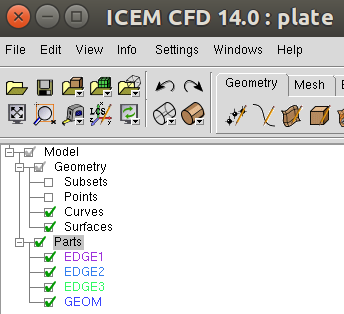 ICEM CFD 14.0 : plate
File Edit View Info Settings Windows Help
Geometry Mesh
LCS
Model
Geometry
Subsets
Points
Curves
Surfaces
Parts
EDGE1
EDGE2
EDGE3
GEOM